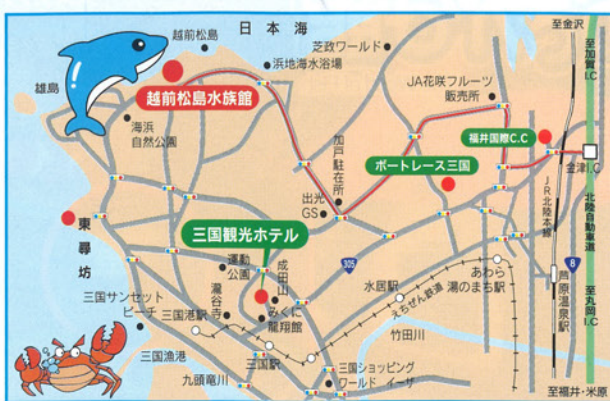 日本海
至金沢
至加賀I.C
越前松島
芝政ワールド
浜地海水浴場
雄島
越前松島水族館
JA花咲フルーツ
販売所
海浜
自然公園
加戸駐在所
福井国際C.C
ボートレース三国
金津I.C
JR北陸本線
北陸自動車道
出光
GS
東尋坊
三国観光ホテル
305
8
運動
公園
成田山
瀧谷寺
みくに
龍翔館
水居駅
えちぜん鉄道
あわら
湯のまち駅
芦原温泉駅
至丸岡I.C
三国サンセット
ビーチ
三国港駅
三国漁港
三国駅
竹田川
九頭竜川
三国ショッピング
ワールド イーザ
至福井・米原